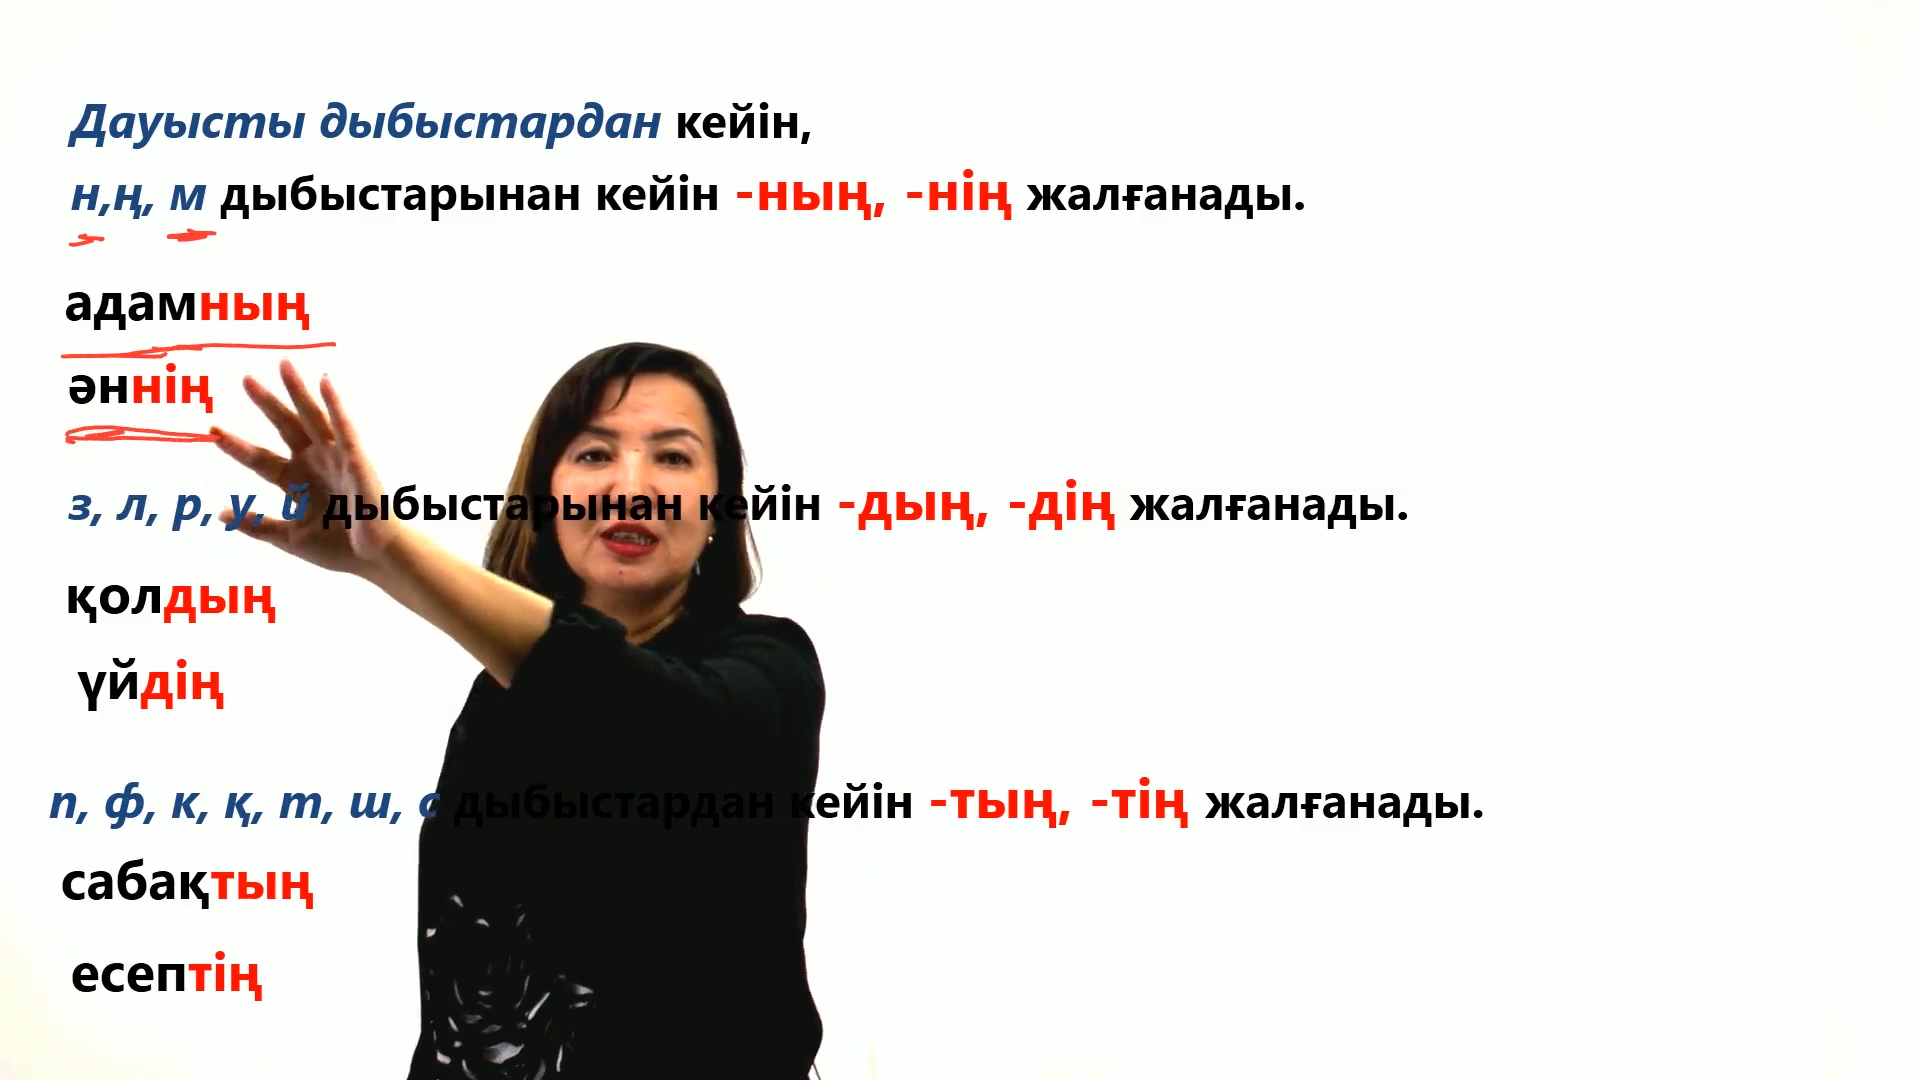 Дауысты дыбыстардан кейін,
н,ң, м дыбыстарынан кейін -ның, -нің жалғанады.
адамның
әннің
з, л, р, у, й дыбыстарынан кейін -дың, -дің жалғанады.
қолдың
үйдің
п, ф, к, қ, т, ш, с дыбыстардан кейін -тың, -тің жалғанады.
сабақтың
есептің